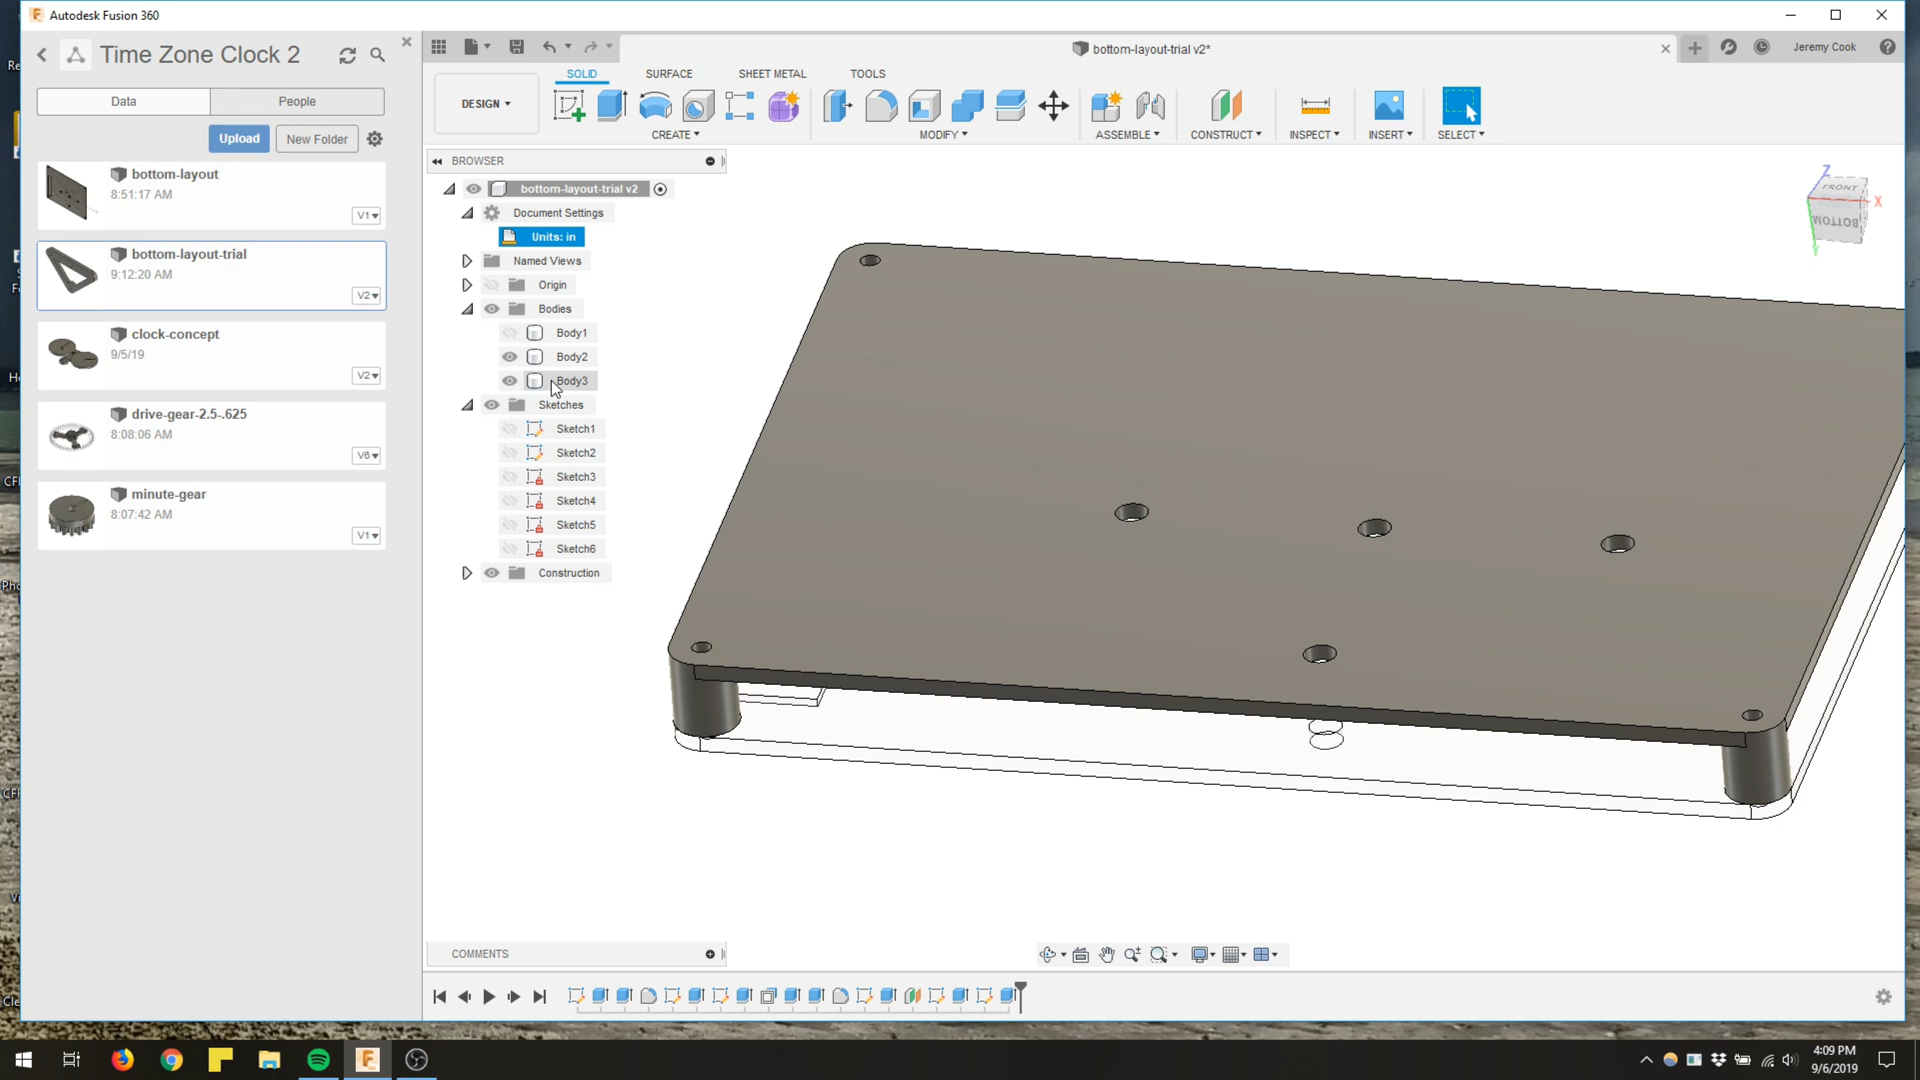 Autodesk Fusion 360
Time Zone Clock 2
Data
People
Upload
New Folder
bottom-layout
8:51:17 AM
V1
bottom-layout-trial
9:12:20 AM
V2
clock-concept
9/5/19
V2
drive-gear-2.5-.625
8:08:06 AM
V6
minute-gear
8:07:42 AM
V1
bottom-layout-trial v2*
Jeremy Cook
SOLID
SURFACE
SHEET METAL
TOOLS
DESIGN
CREATE
MODIFY
ASSEMBLE
CONSTRUCT
INSPECT
INSERT
SELECT
BROWSER
bottom-layout-trial v2
Document Settings
Units: in
Named Views
Origin
Bodies
Body1
Body2
Body3
Sketches
Sketch1
Sketch2
Sketch3
Sketch4
Sketch5
Sketch6
Construction
Z
FRONT
X
BOTTOM
COMMENTS
4:09 PM
9/6/2019